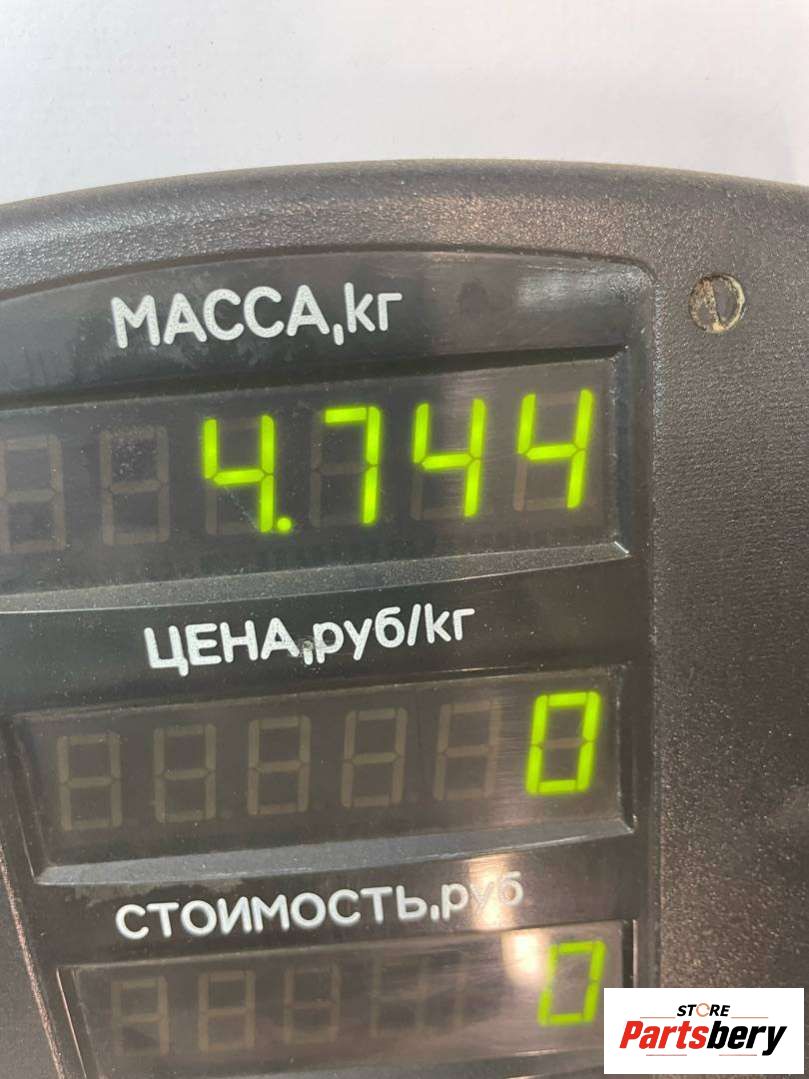 МАССА,кг
4.744
ЦЕНА,руб/кг
0
СТОИМОСТЬ,руб
0
STORE
Partsbery